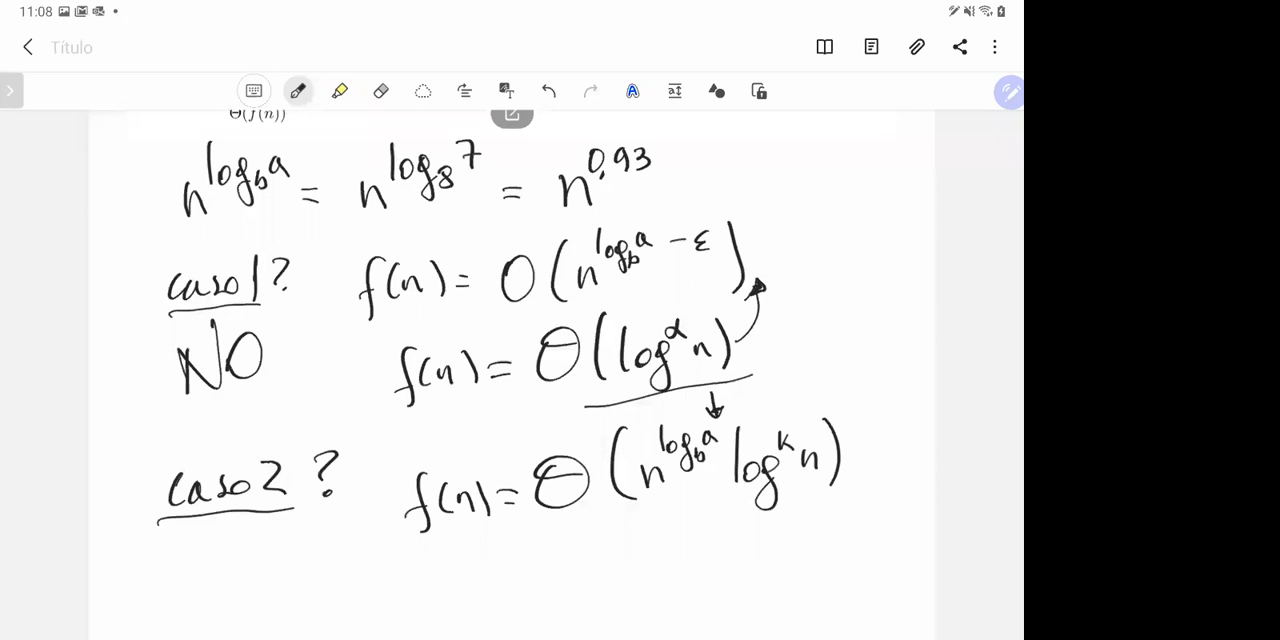 11:08
Título
Θ(f(n))
n^{log_b a} = n^{log_8 7} = n^{0,93}
caso 1? f(n) = O(n^{log_b a - ε})
NO f(n) = Θ(log^α n)
caso 2? f(n) = Θ(n^{log_b a} log^k n)